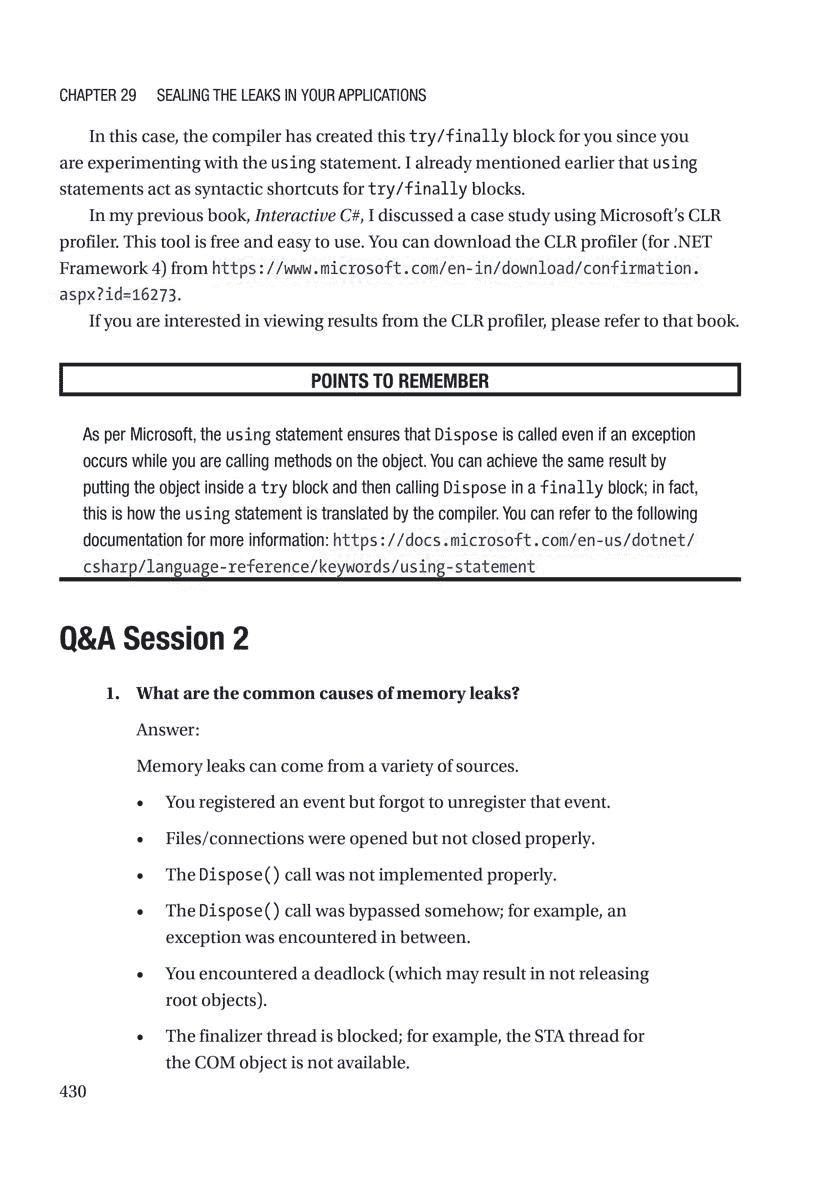 CHAPTER 29 SEALING THE LEAKS IN YOUR APPLICATIONS
In this case, the compiler has created this try/finally block for you since you
are experimenting with the using statement. I already mentioned earlier that using
statements act as syntactic shortcuts for try/finally blocks.
In my previous book, Interactive C#, I discussed a case study using Microsoft’s CLR
profiler. This tool is free and easy to use. You can download the CLR profiler (for .NET
Framework 4) from https://www.microsoft.com/en-in/download/confirmation.
aspx?id=16273.
If you are interested in viewing results from the CLR profiler, please refer to that book.
POINTS TO REMEMBER
As per Microsoft, the using statement ensures that Dispose is called even if an exception
occurs while you are calling methods on the object. You can achieve the same result by
putting the object inside a try block and then calling Dispose in a finally block; in fact,
this is how the using statement is translated by the compiler. You can refer to the following
documentation for more information: https://docs.microsoft.com/en-us/dotnet/
csharp/language-reference/keywords/using-statement
Q&A Session 2
1. What are the common causes of memory leaks?
Answer:
Memory leaks can come from a variety of sources.
• You registered an event but forgot to unregister that event.
• Files/connections were opened but not closed properly.
• The Dispose() call was not implemented properly.
• The Dispose() call was bypassed somehow; for example, an
exception was encountered in between.
• You encountered a deadlock (which may result in not releasing
root objects).
• The finalizer thread is blocked; for example, the STA thread for
the COM object is not available.
430